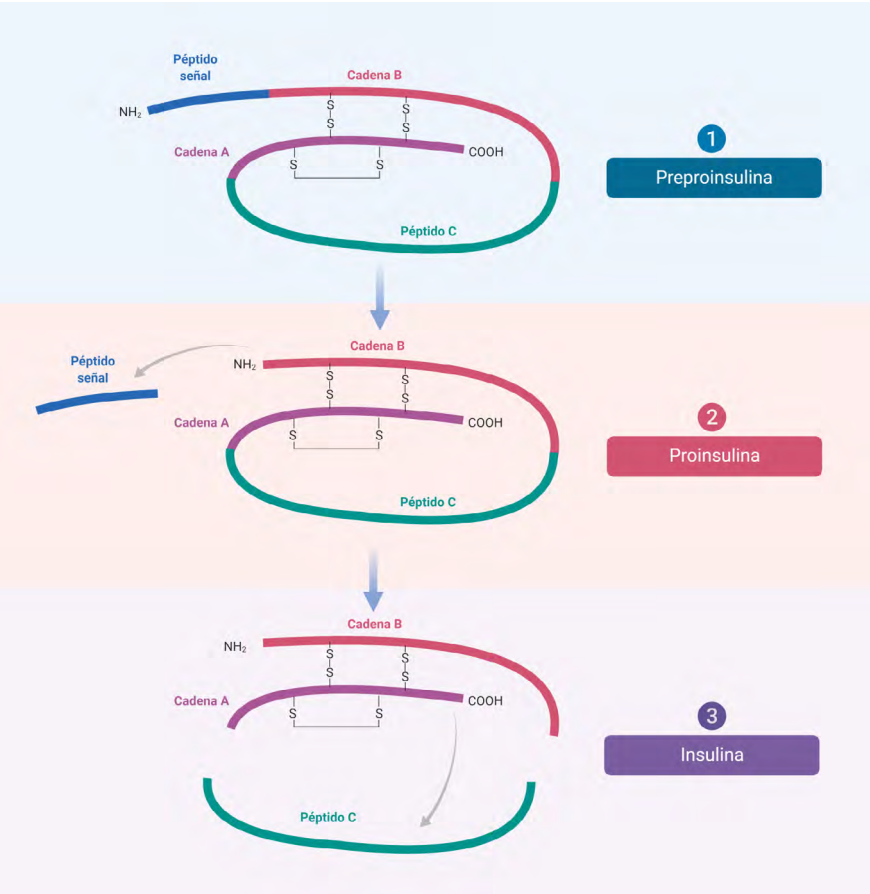 Péptido
señal
Cadena B
NH₂
S S
S S
Cadena A
COOH
S S
Péptido C
1
Preproinsulina
Cadena B
Péptido
señal
NH₂
S S
S S
Cadena A
COOH
S S
Péptido C
2
Proinsulina
Cadena B
NH₂
S S
S S
Cadena A
COOH
S S
Péptido C
3
Insulina